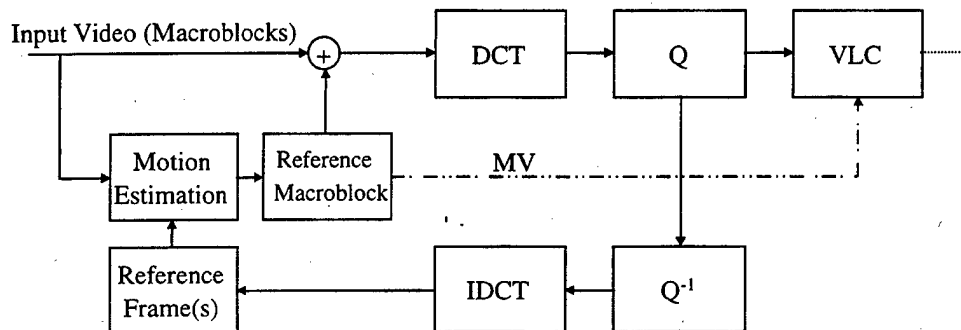 Input Video (Macroblocks)
+
DCT
Q
VLC
Motion
Estimation
Reference
Macroblock
MV
Reference
Frame(s)
IDCT
Q⁻¹